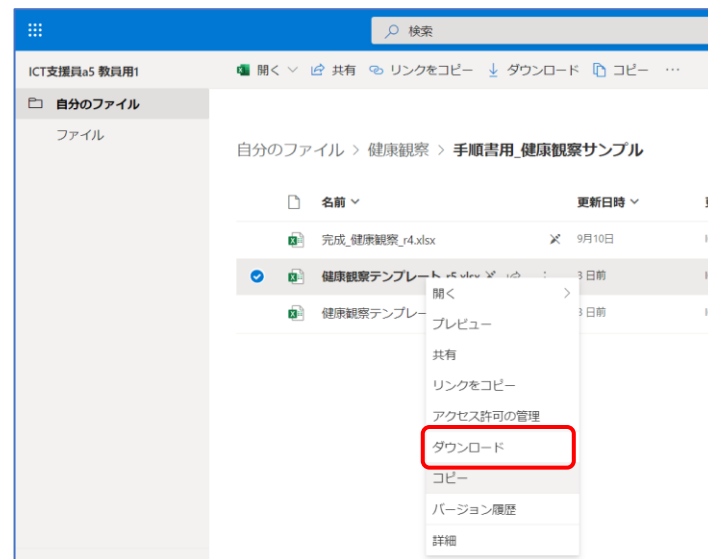 検索
ICT支援員a5 教員用1
開く 共有 リンクをコピー ダウンロード コピー …
自分のファイル
ファイル
自分のファイル > 健康観察 > 手順書用_健康観察サンプル
名前 更新日時
完成_健康観察_r4.xlsx 9月10日
健康観察テンプレート_r5.xlsx 3 日前
健康観察テンプレー 3 日前
開く >
プレビュー
共有
リンクをコピー
アクセス許可の管理
ダウンロード
コピー
バージョン履歴
詳細